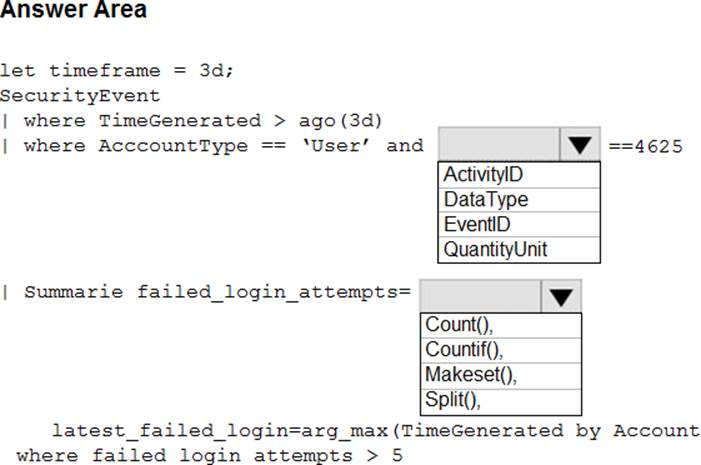 Answer Area
let timeframe = 3d;
SecurityEvent
| where TimeGenerated > ago(3d)
| where AcccountType == ‘User’ and ==4625
ActivityID
DataType
EventID
QuantityUnit
| Summarie failed_login_attempts=
Count(),
Countif(),
Makeset(),
Split(),
latest_failed_login=arg_max(TimeGenerated by Account
where failed login attempts > 5